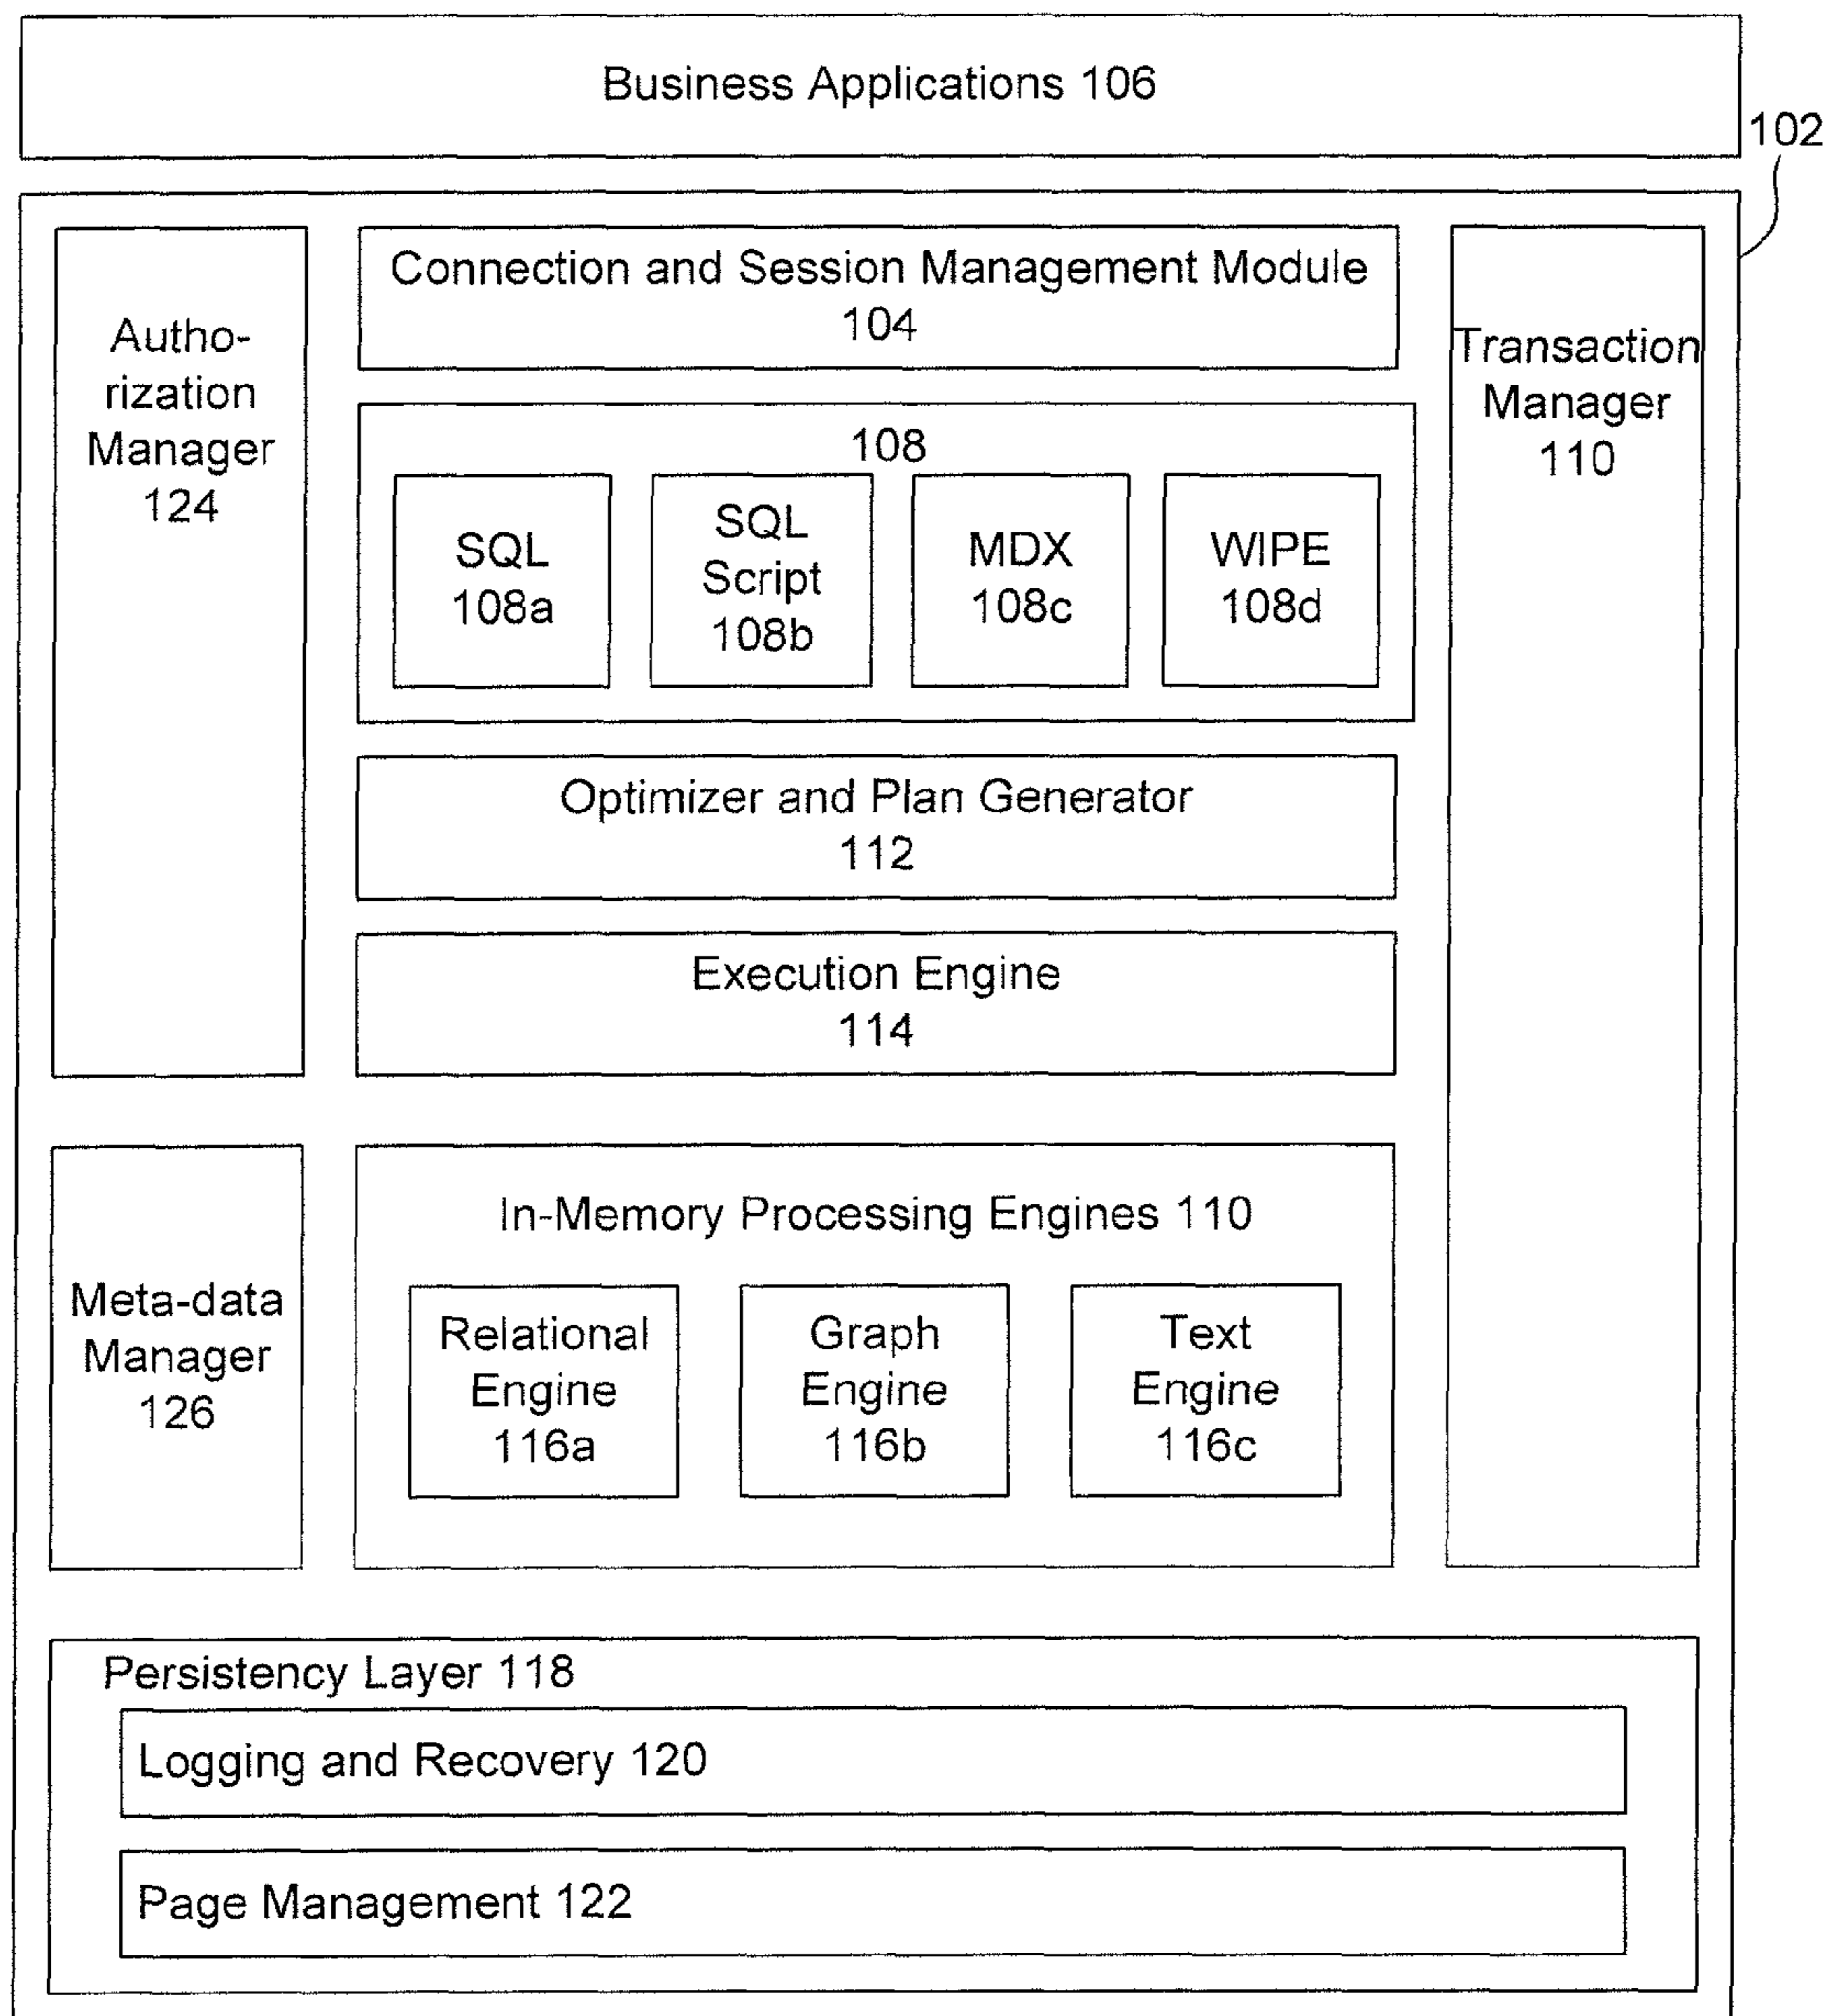 Business Applications 106
102
Autho-
rization
Manager
124
Connection and Session Management Module
104
Transaction
Manager
110
108
SQL
108a
SQL
Script
108b
MDX
108c
WIPE
108d
Optimizer and Plan Generator
112
Execution Engine
114
Meta-data
Manager
126
In-Memory Processing Engines 110
Relational
Engine
116a
Graph
Engine
116b
Text
Engine
116c
Persistency Layer 118
Logging and Recovery 120
Page Management 122